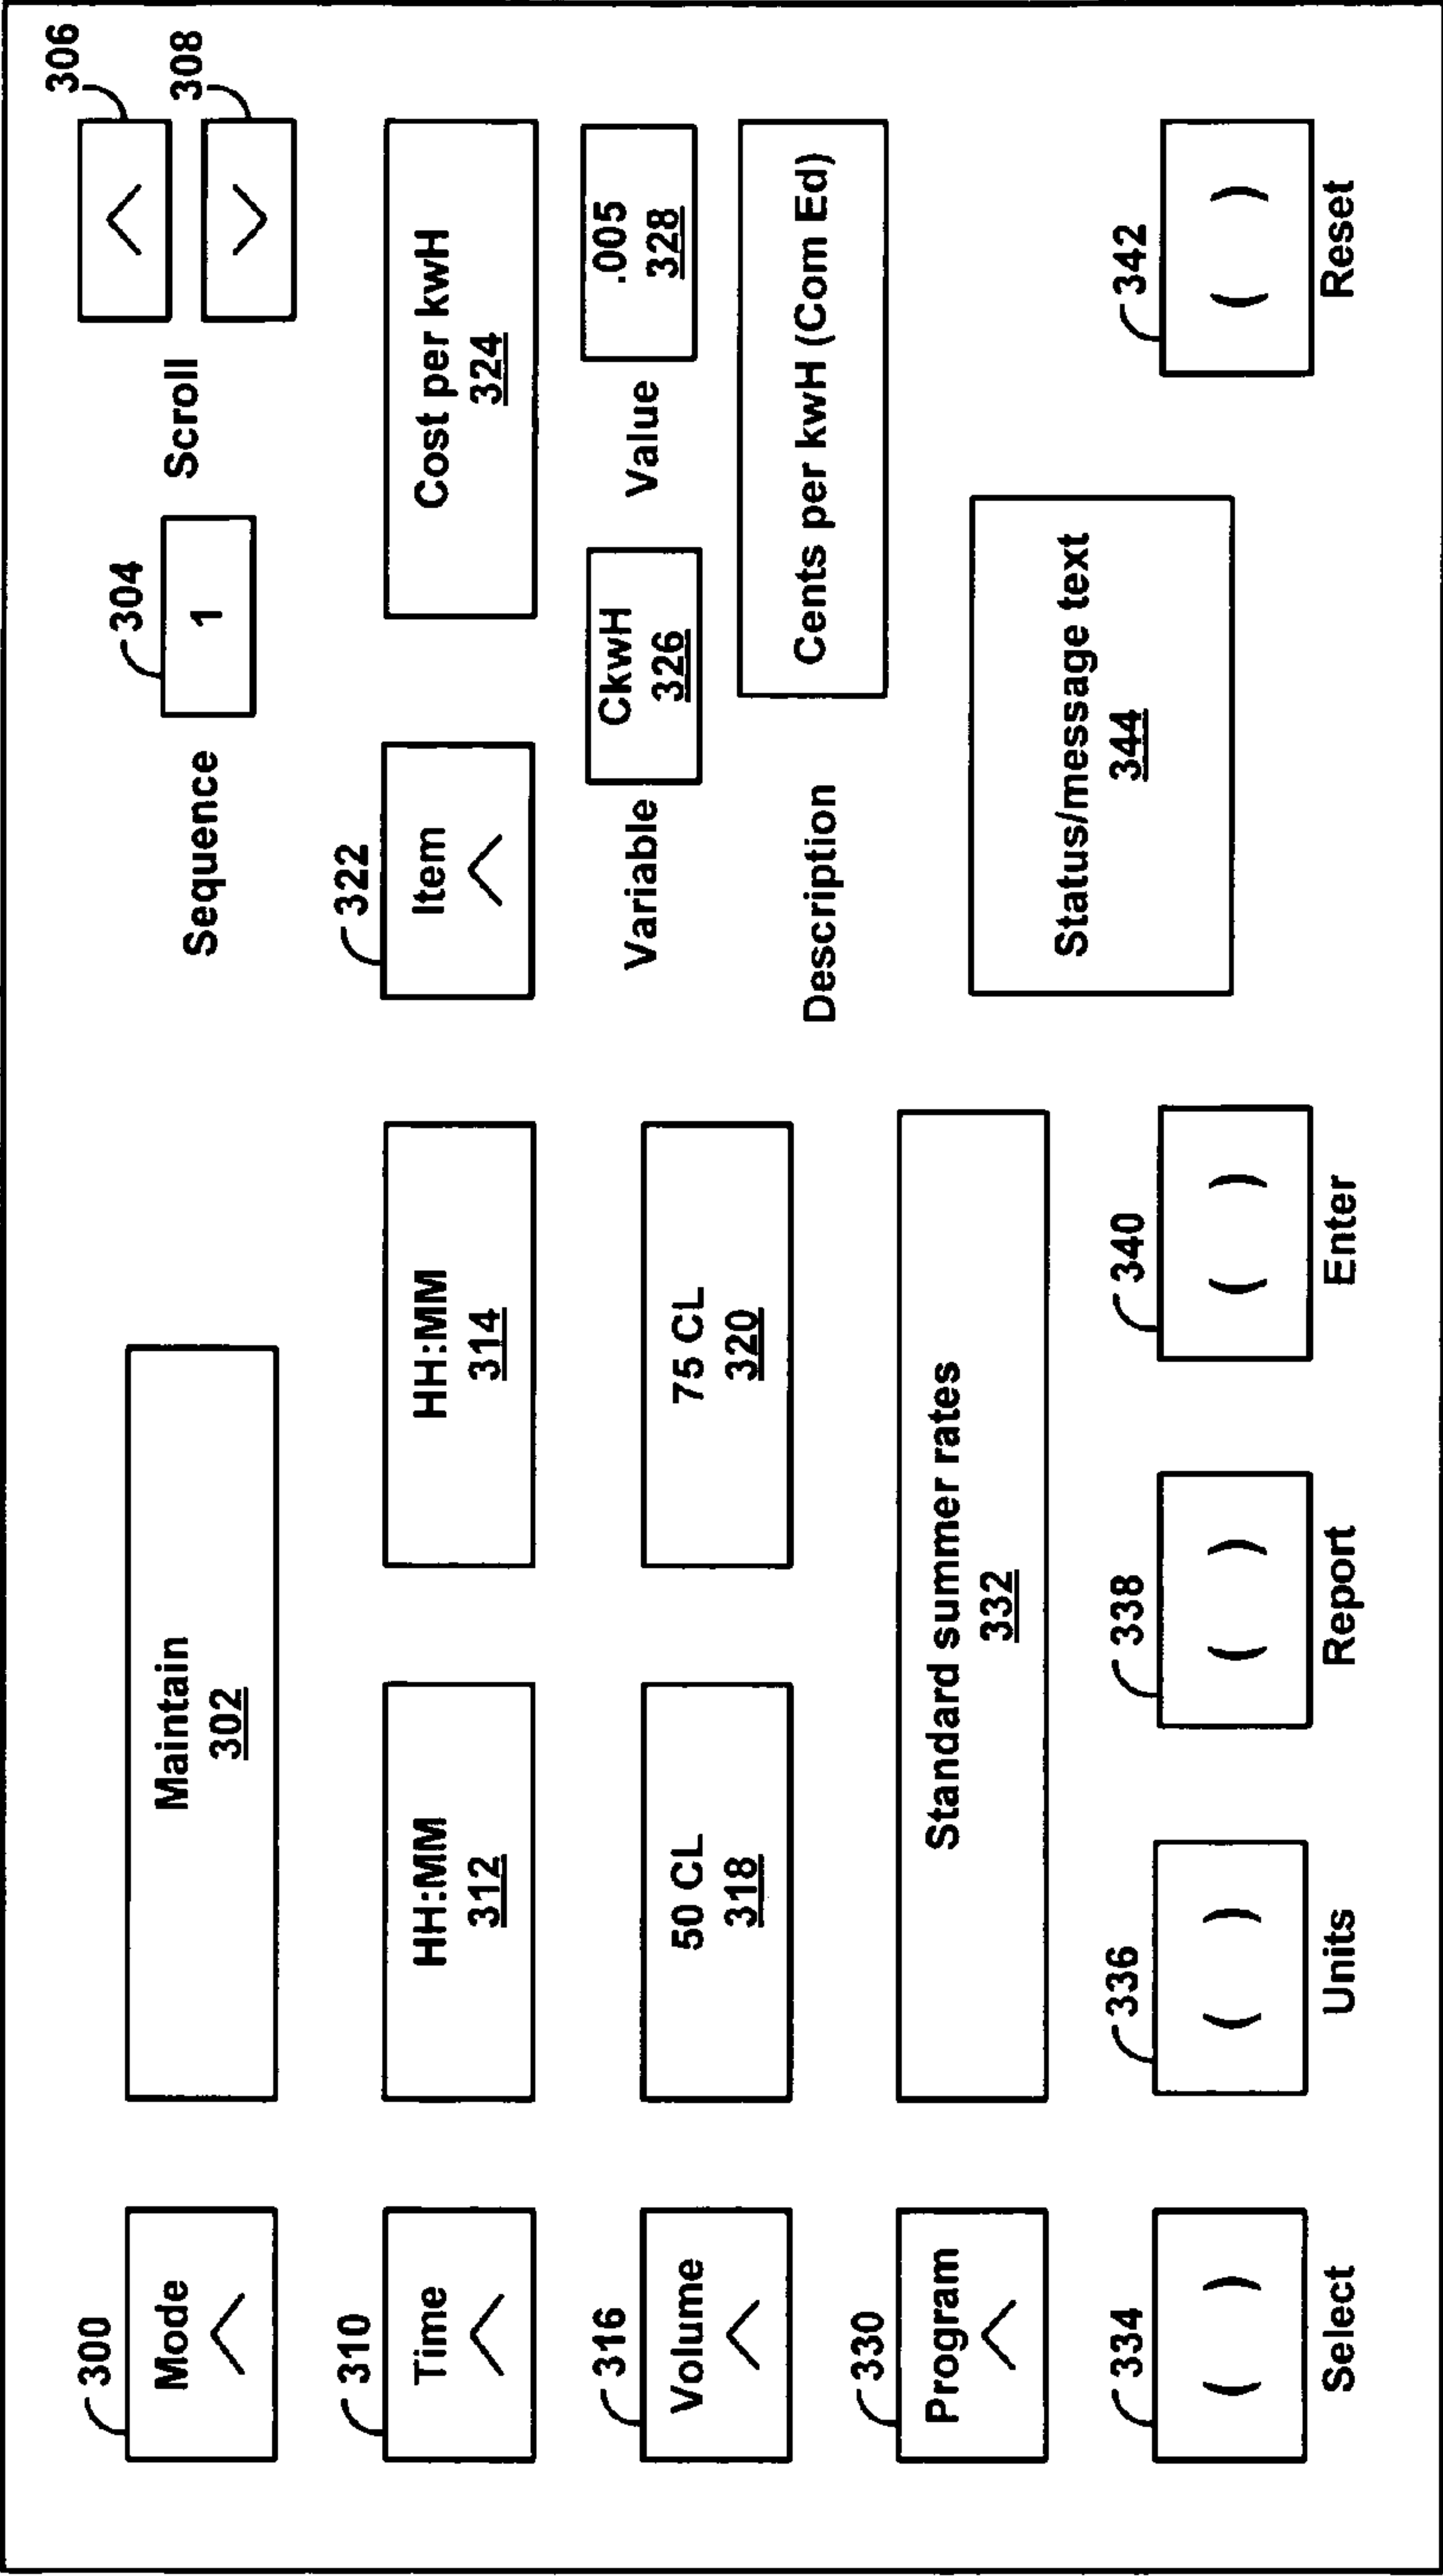 306
308
304
1
Sequence
Scroll
300
Mode
Maintain
302
322
Item
Cost per kwH
324
310
Time
HH:MM
312
HH:MM
314
Variable
CkwH
326
Value
.005
328
316
Volume
50 CL
318
75 CL
320
Description
Cents per kwH (Com Ed)
330
Program
Standard summer rates
332
Status/message text
344
334
( )
Select
336
( )
Units
338
( )
Report
340
( )
Enter
342
( )
Reset